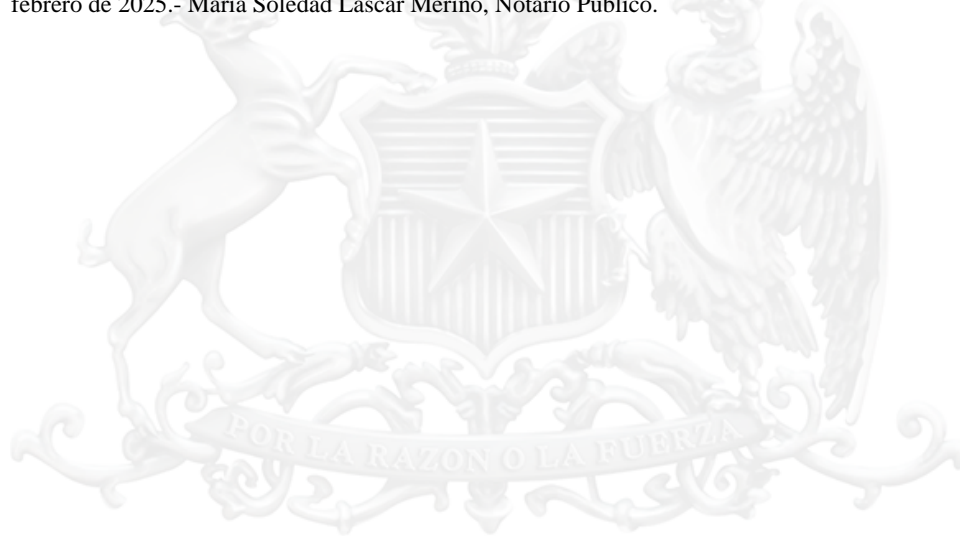 febrero de 2025.- María Soledad Lascar Merino, Notario Público.
POR LA RAZON O LA FUERZA